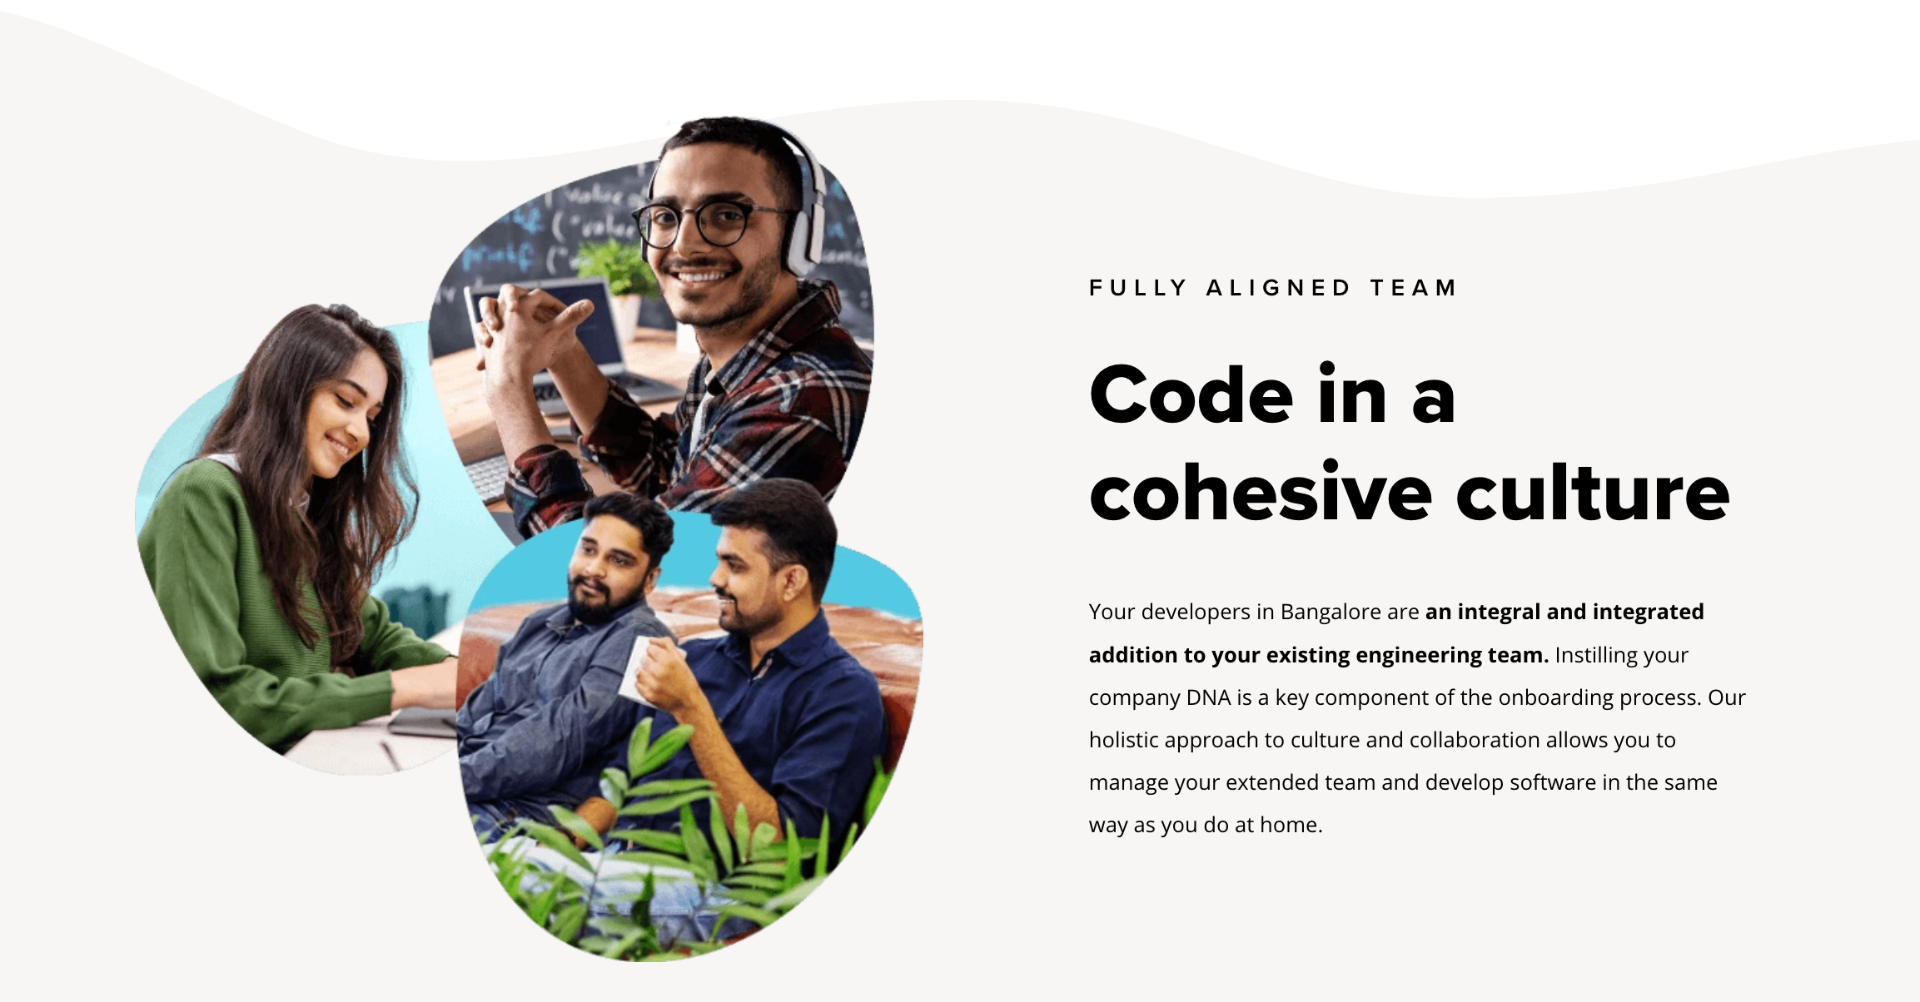 FULLY ALIGNED TEAM
Code in a
cohesive culture
Your developers in Bangalore are an integral and integrated
addition to your existing engineering team. Instilling your
company DNA is a key component of the onboarding process. Our
holistic approach to culture and collaboration allows you to
manage your extended team and develop software in the same
way as you do at home.
value
("value
printf ("